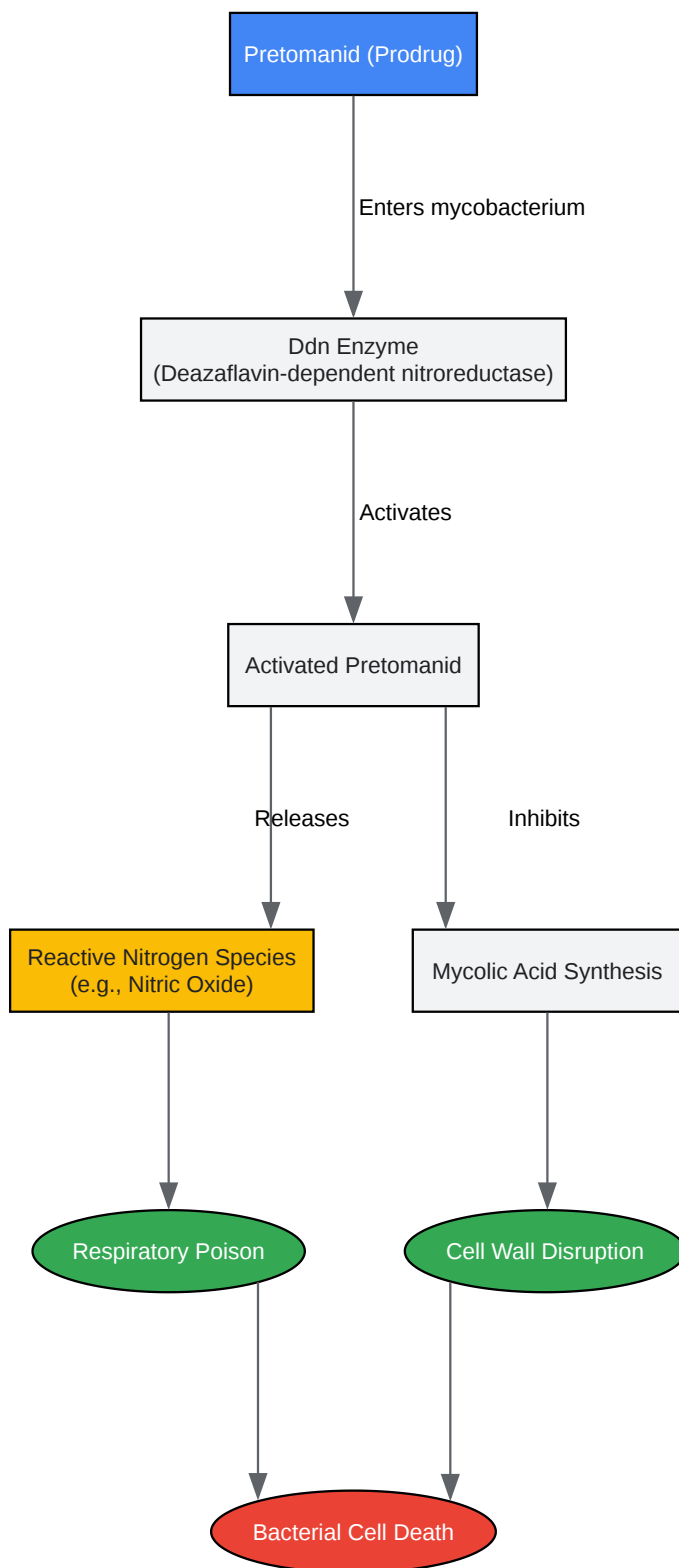 Pretomanid (Prodrug)
Enters mycobacterium
Ddn Enzyme
(Deazaflavin-dependent nitroreductase)
Activates
Activated Pretomanid
Releases
Inhibits
Reactive Nitrogen Species
(e.g., Nitric Oxide)
Mycolic Acid Synthesis
Respiratory Poison
Cell Wall Disruption
Bacterial Cell Death